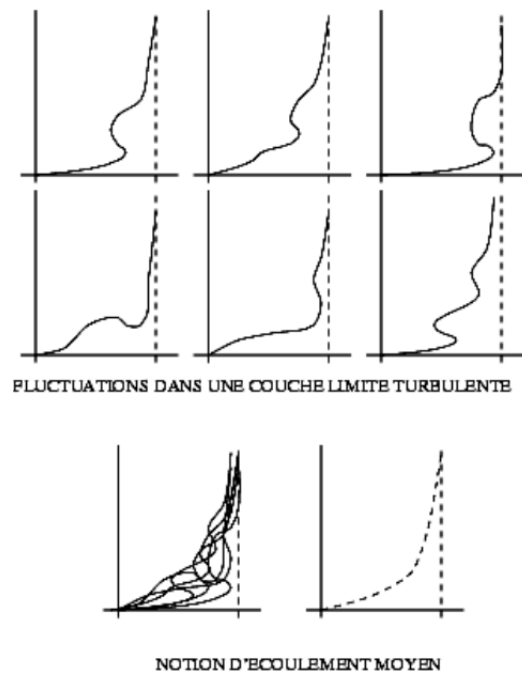 FLUCTUATIONS DANS UNE COUCHE LIMITE TURBULENTE
NOTION D'ECOULEMENT MOYEN